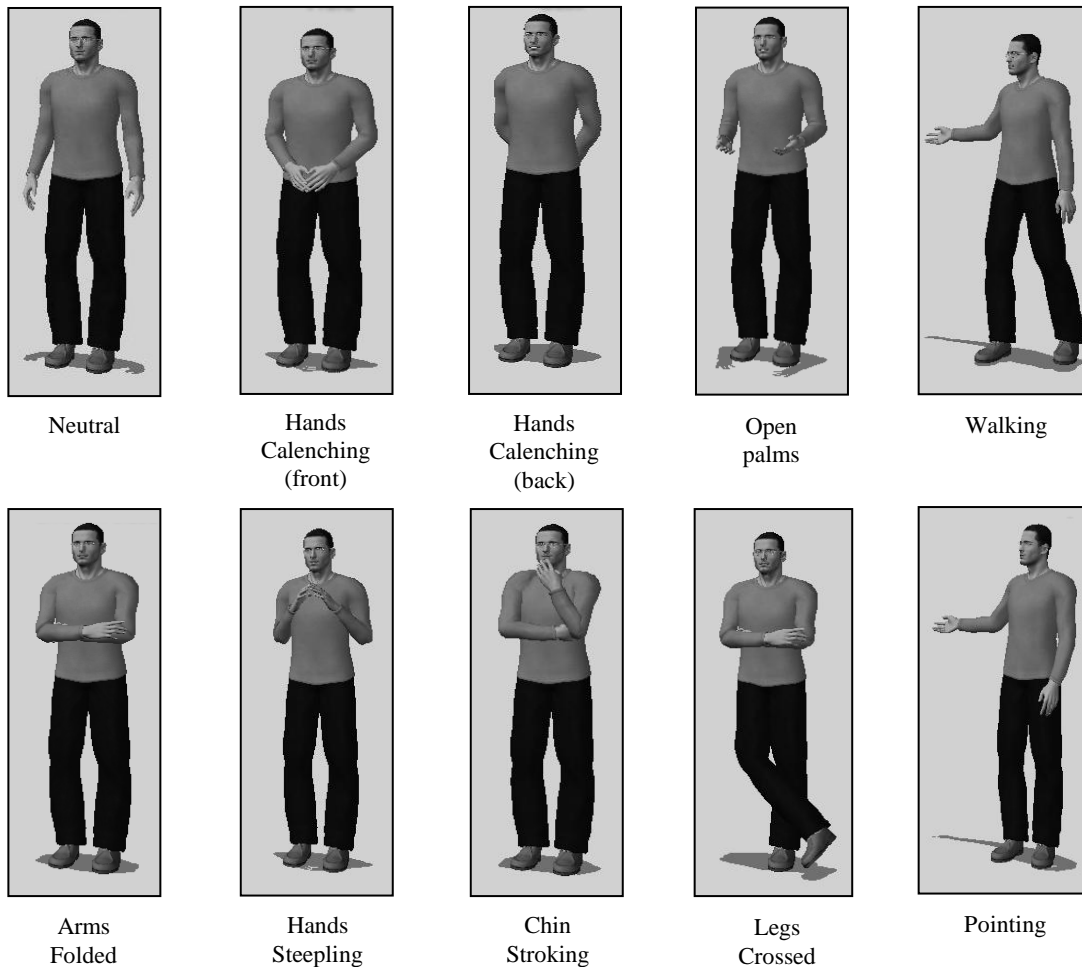 Neutral
Hands
Calenching
(front)
Hands
Calenching
(back)
Open
palms
Walking
Arms
Folded
Hands
Steepling
Chin
Stroking
Legs
Crossed
Pointing